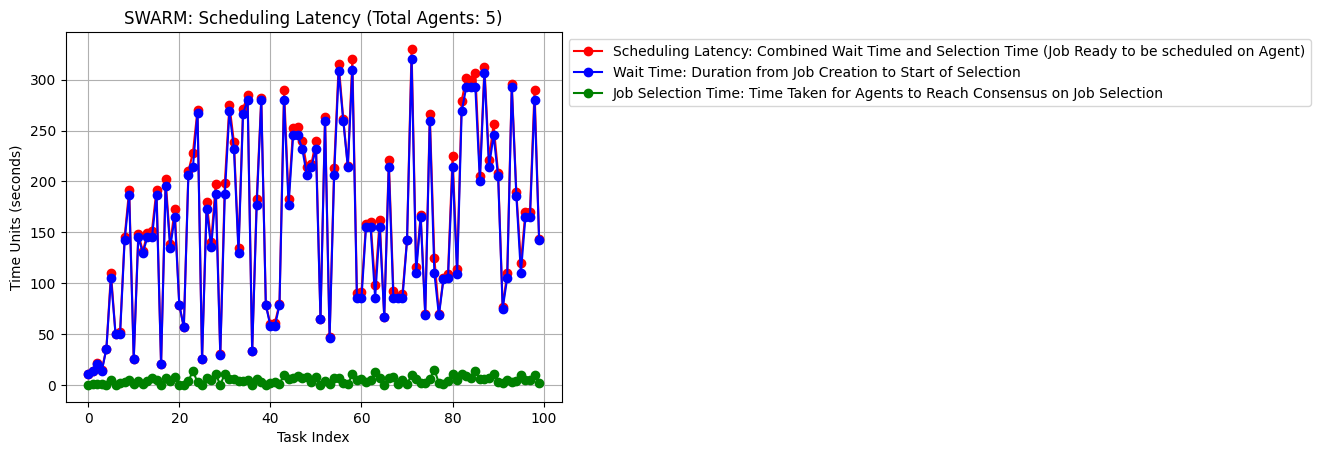 SWARM: Scheduling Latency (Total Agents: 5)
Scheduling Latency: Combined Wait Time and Selection Time (Job Ready to be scheduled on Agent)
Wait Time: Duration from Job Creation to Start of Selection
Job Selection Time: Time Taken for Agents to Reach Consensus on Job Selection
Time Units (seconds)
300
250
200
150
100
50
0
0 20 40 60 80 100
Task Index